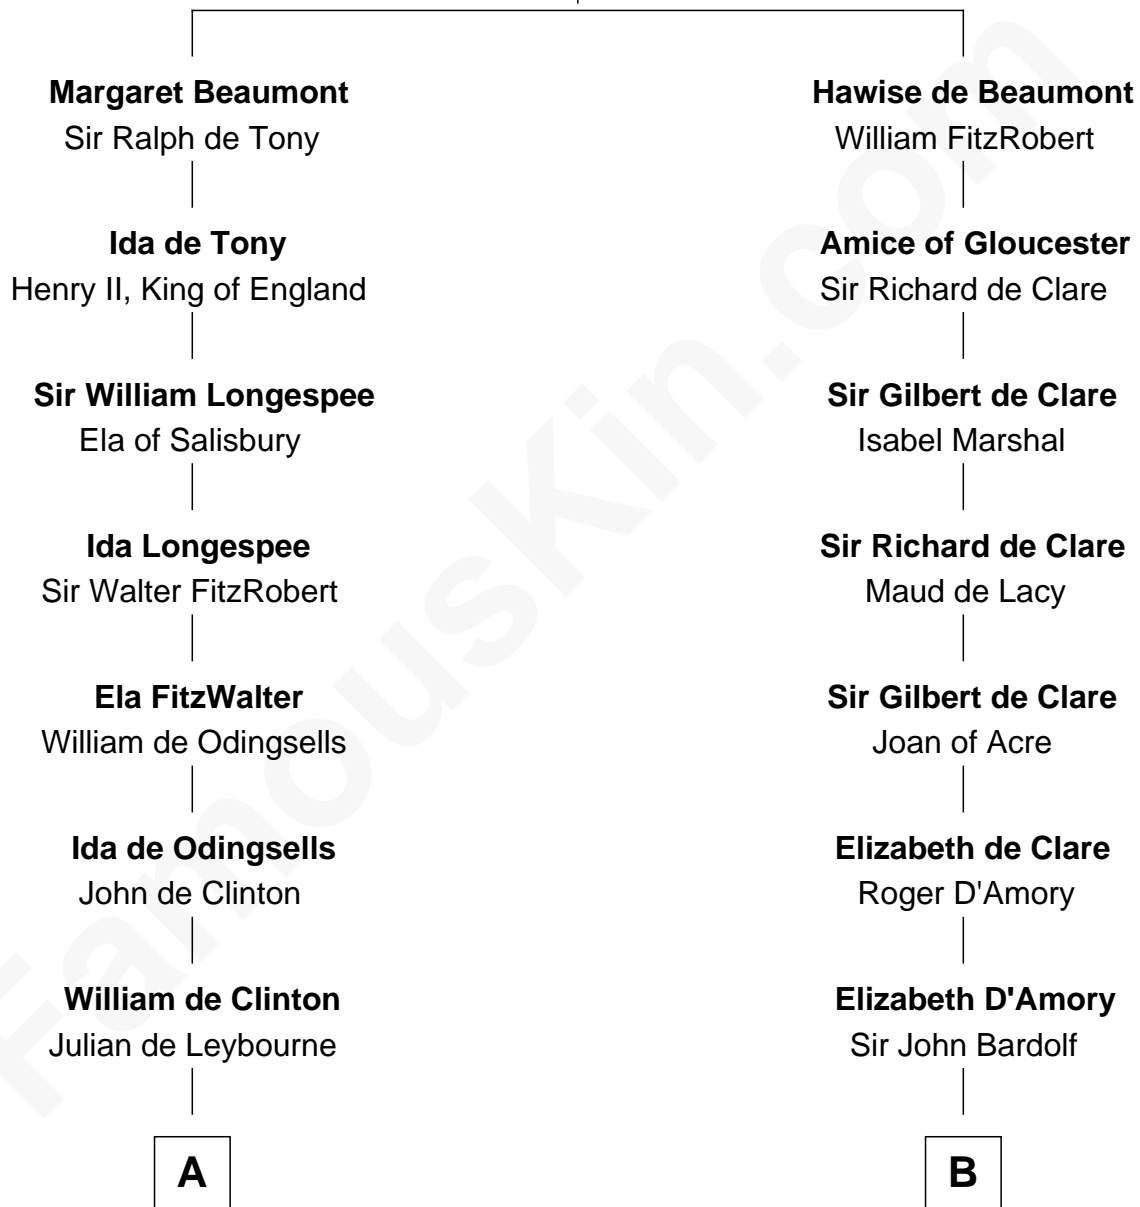 Margaret Beaumont
Sir Ralph de Tony
Hawise de Beaumont
William FitzRobert
Ida de Tony
Henry II, King of England
Amice of Gloucester
Sir Richard de Clare
Sir William Longespee
Ela of Salisbury
Sir Gilbert de Clare
Isabel Marshal
Ida Longespee
Sir Walter FitzRobert
Sir Richard de Clare
Maud de Lacy
Ela FitzWalter
William de Odingsells
Sir Gilbert de Clare
Joan of Acre
Ida de Odingsells
John de Clinton
Elizabeth de Clare
Roger D'Amory
William de Clinton
Julian de Leybourne
Elizabeth D'Amory
Sir John Bardolf
A
B
FamousKin.com